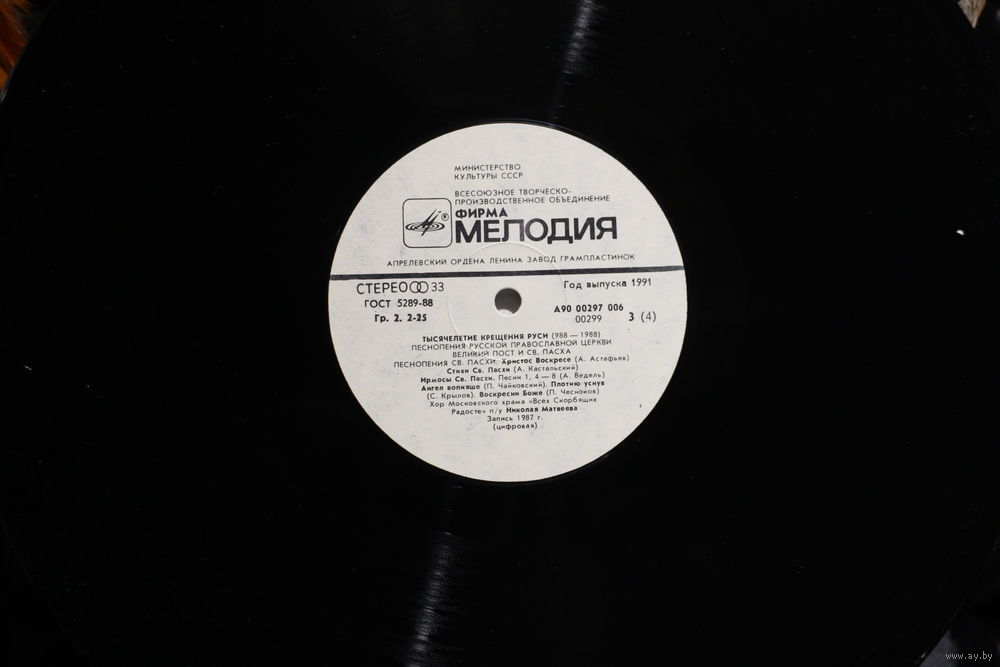 МИНИСТЕРСТВО
КУЛЬТУРЫ СССР
ВСЕСОЮЗНОЕ ТВОРЧЕСКО-
ПРОИЗВОДСТВЕННОЕ ОБЪЕДИНЕНИЕ
®
ФИРМА
МЕЛОДИЯ
АПРЕЛЕВСКИЙ ОРДЕНА ЛЕНИНА ЗАВОД ГРАМПЛАСТИНОК
СТЕРЕО 33
Год выпуска 1991
ГОСТ 5289-88
А90 00297 006
Гр. 2. 2-25
00299
3 (4)
ТЫСЯЧЕЛЕТИЕ КРЕЩЕНИЯ РУСИ (988 — 1988)
ПЕСНОПЕНИЯ РУССКОЙ ПРАВОСЛАВНОЙ ЦЕРКВИ
ВЕЛИКИЙ ПОСТ И СВ. ПАСХА
ПЕСНОПЕНИЯ СВ. ПАСХИ. Христос Воскресе (А. Астафьев)
Стихи Св. Пасхи (А. Кастальский)
Ирмосы Св. Пасхи. Песни 1, 4 — 8 (А. Ведель)
Ангел вопияше (П. Чайковский). Плотию уснув
(С. Крылов). Воскресни Боже (П. Чесноков)
Хор Московского храма «Всех Скорбящих
Радосте» п/у Николая Матвеева
Запись 1987 г.
(цифровая)
www.ay.by